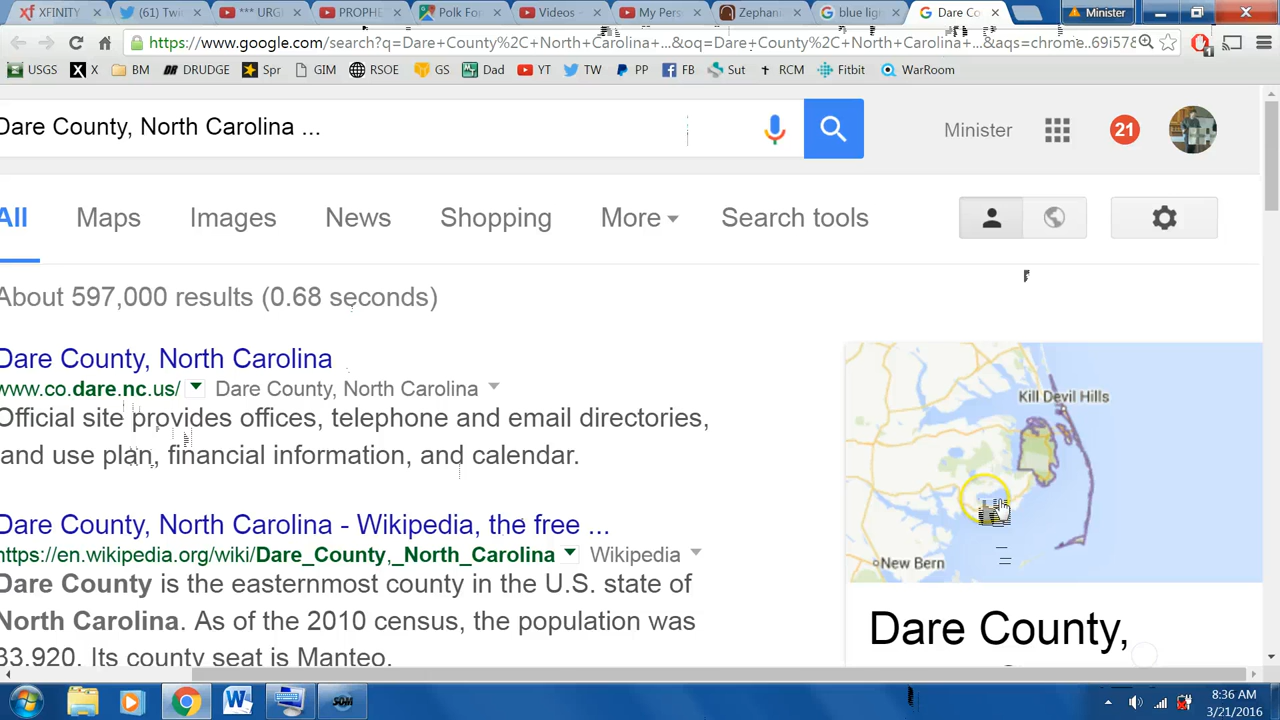 XFINITY
(61) Twi
*** URG
PROPHE
Polk Fo
Videos -
My Pers
Zephani
blue lig
Dare Co
Minister
https://www.google.com/search?q=Dare+County%2C+North+Carolina+...&oq=Dare+County%2C+North+Carolina+...&aqs=chrome..69i57
USGS
X
BM
DRUDGE
Spr
GIM
RSOE
GS
Dad
YT
TW
PP
FB
Sut
RCM
Fitbit
WarRoom
Dare County, North Carolina ...
Minister
21
All
Maps
Images
News
Shopping
More
Search tools
About 597,000 results (0.68 seconds)
Dare County, North Carolina
www.co.dare.nc.us/ Dare County, North Carolina
Official site provides offices, telephone and email directories,
and use plan, financial information, and calendar.
Dare County, North Carolina - Wikipedia, the free ...
https://en.wikipedia.org/wiki/Dare_County,_North_Carolina Wikipedia
Dare County is the easternmost county in the U.S. state of
North Carolina. As of the 2010 census, the population was
33,920. Its county seat is Manteo.
Kill Devil Hills
New Bern
Dare County,
8:36 AM
3/21/2016